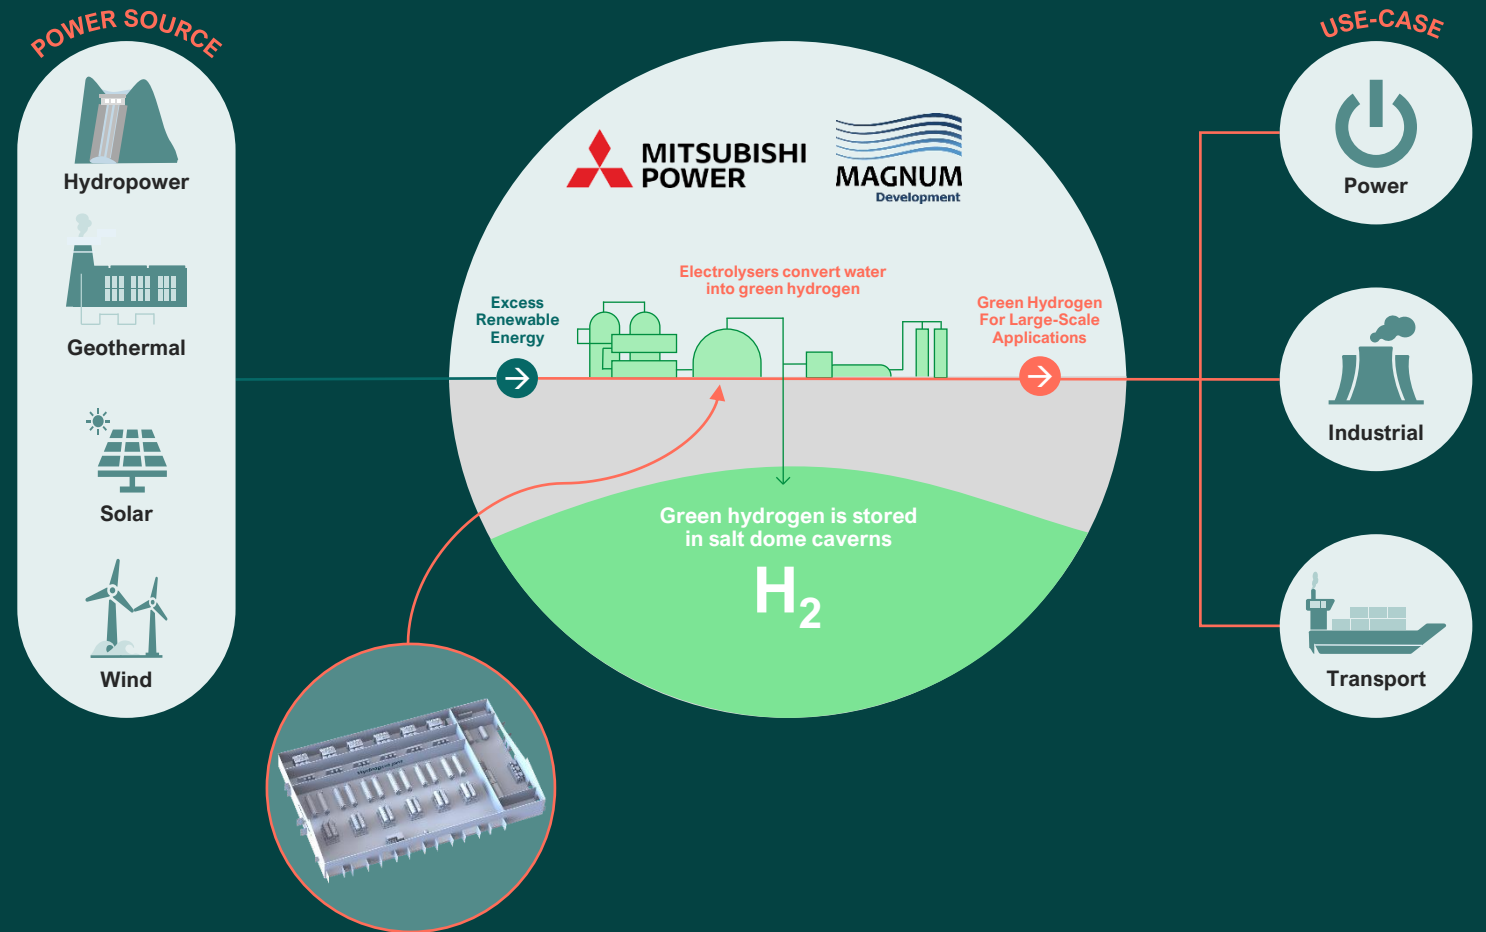 POWER SOURCE
Hydropower
Geothermal
Solar
Wind
MITSUBISHI
POWER
MAGNUM
Development
Excess
Renewable
Energy
Electrolysers convert water
into green hydrogen
Green Hydrogen
For Large-Scale
Applications
Green hydrogen is stored
in salt dome caverns
H₂
USE-CASE
Power
Industrial
Transport